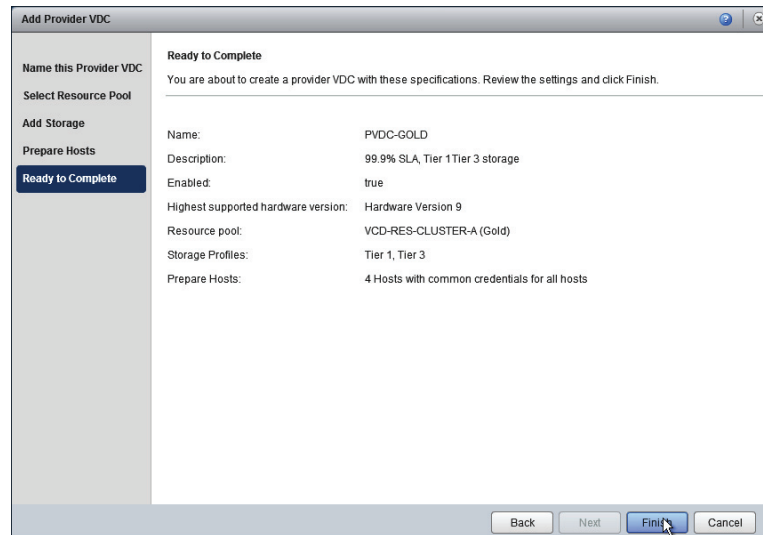 Add Provider VDC
Name this Provider VDC
Select Resource Pool
Add Storage
Prepare Hosts
Ready to Complete
Ready to Complete
You are about to create a provider VDC with these specifications. Review the settings and click Finish.
Name: PVDC-GOLD
Description: 99.9% SLA, Tier 1Tier 3 storage
Enabled: true
Highest supported hardware version: Hardware Version 9
Resource pool: VCD-RES-CLUSTER-A (Gold)
Storage Profiles: Tier 1, Tier 3
Prepare Hosts: 4 Hosts with common credentials for all hosts
Back Next Finish Cancel